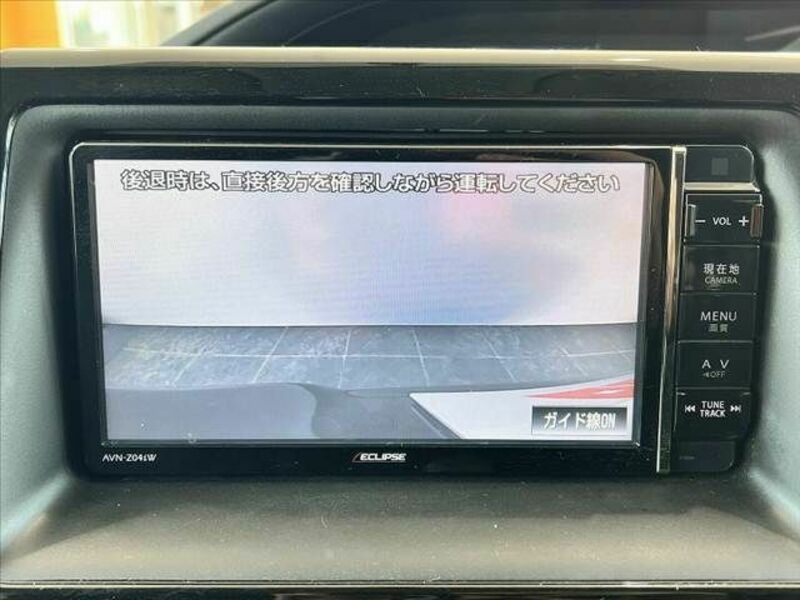 後退時は、直接後方を確認しながら運転してください
− VOL +
現在地
CAMERA
MENU
画質
A V
OFF
TUNE
TRACK
ガイド線ON
AVN-Z04iW
ECLIPSE